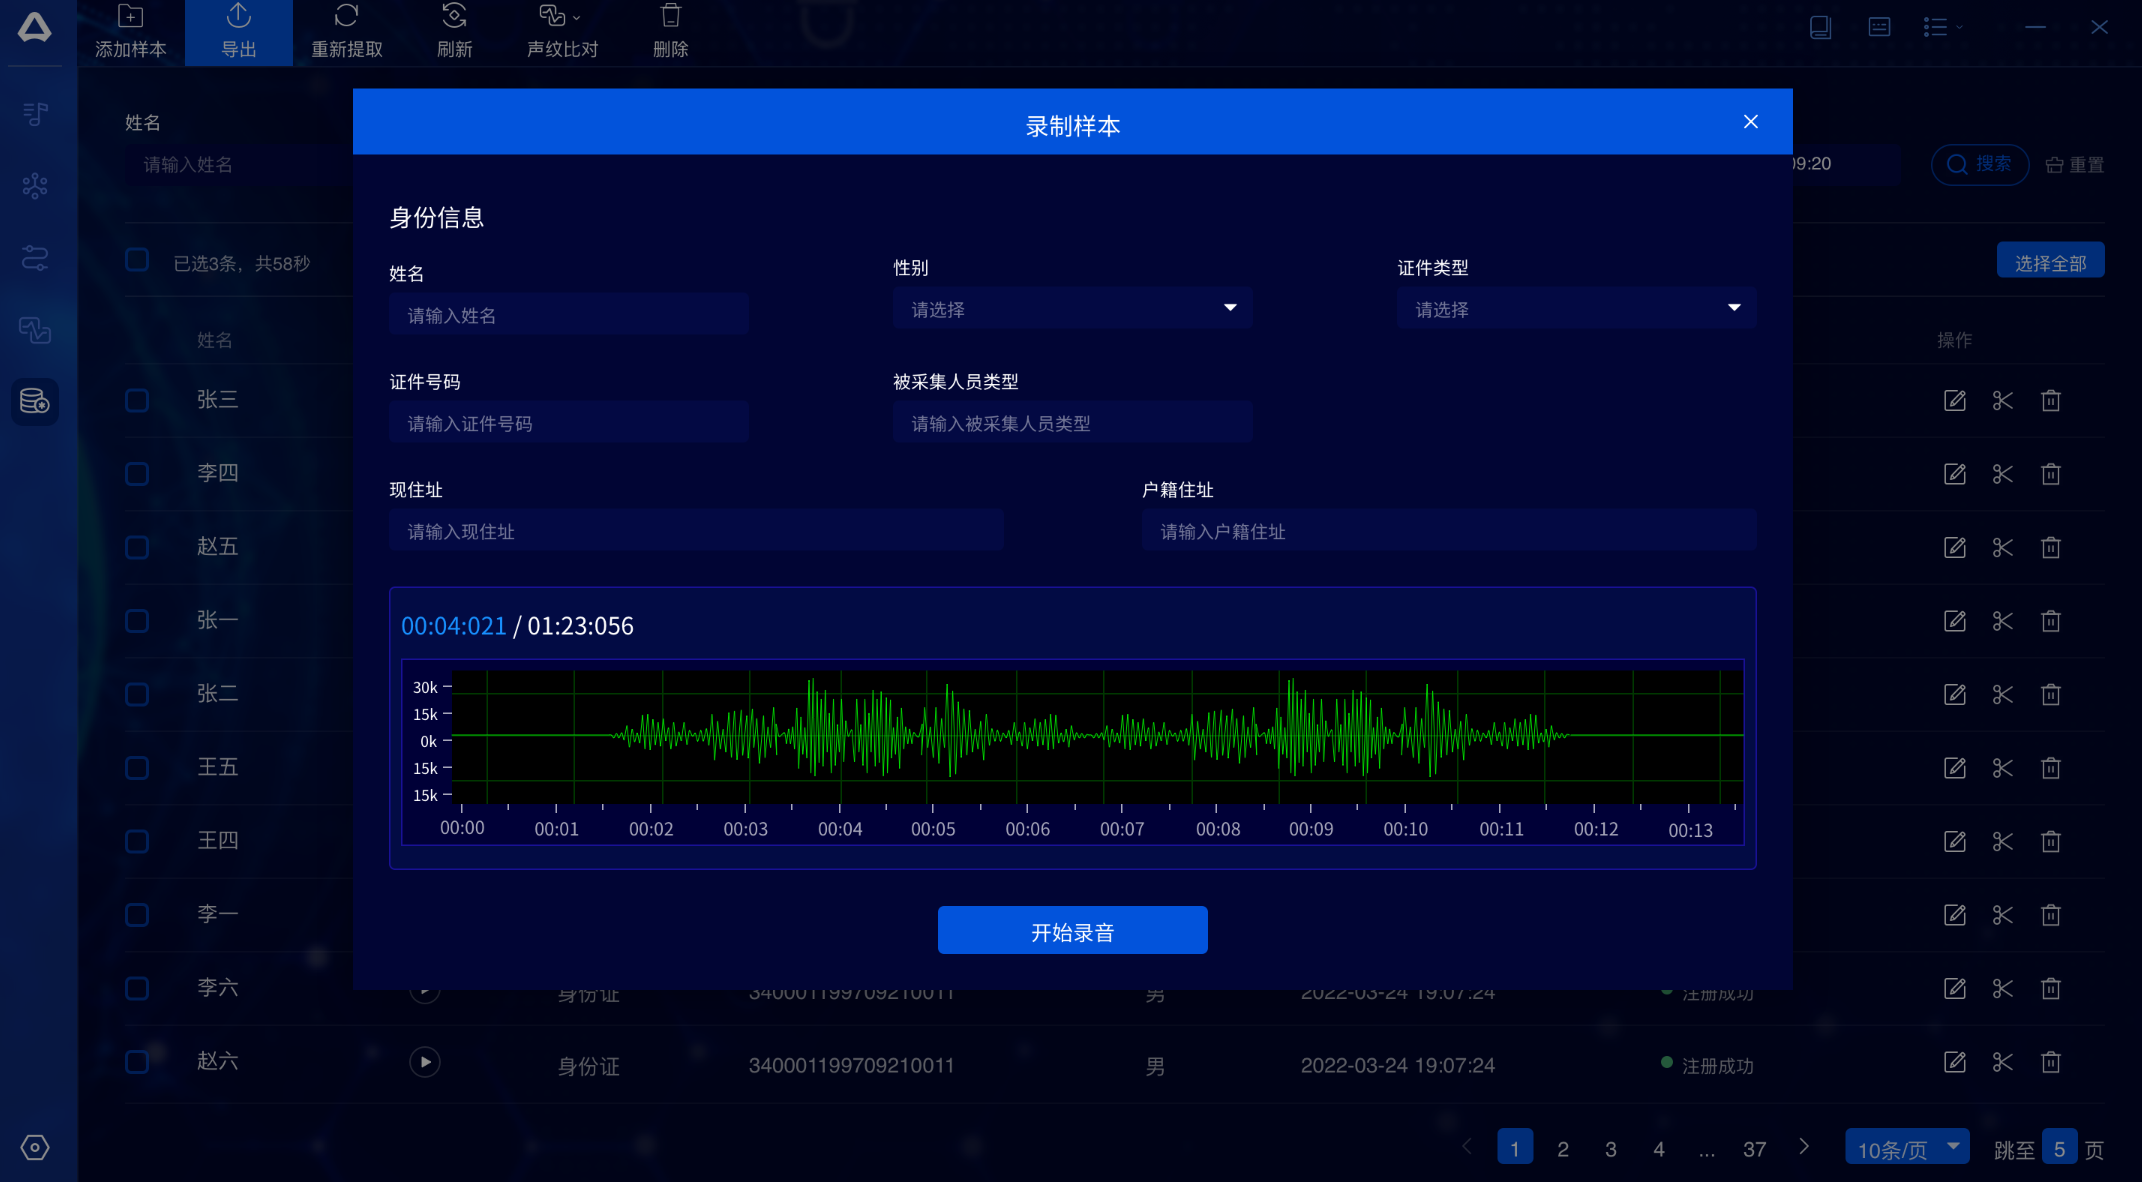 添加样本 导出 重新提取 刷新 声纹比对 删除
姓名
请输入姓名
09:20 搜索 重置
已选3条，共58秒 选择全部
姓名 操作
张三
李四
赵五
张一
张二
王五
王四
李一
录制样本
身份信息
姓名 性别 证件类型
请输入姓名 请选择 请选择
证件号码 被采集人员类型
请输入证件号码 请输入被采集人员类型
现住址 户籍住址
请输入现住址 请输入户籍住址
00:04:021 / 01:23:056
30k
15k
0k
15k
15k
00:00 00:01 00:02 00:03 00:04 00:05 00:06 00:07 00:08 00:09 00:10 00:11 00:12 00:13
开始录音
李六 身份证 340001199709210011 男 2022-03-24 19:07:24 注册成功
赵六 身份证 340001199709210011 男 2022-03-24 19:07:24 注册成功
1 2 3 4 ... 37 10条/页 跳至 5 页